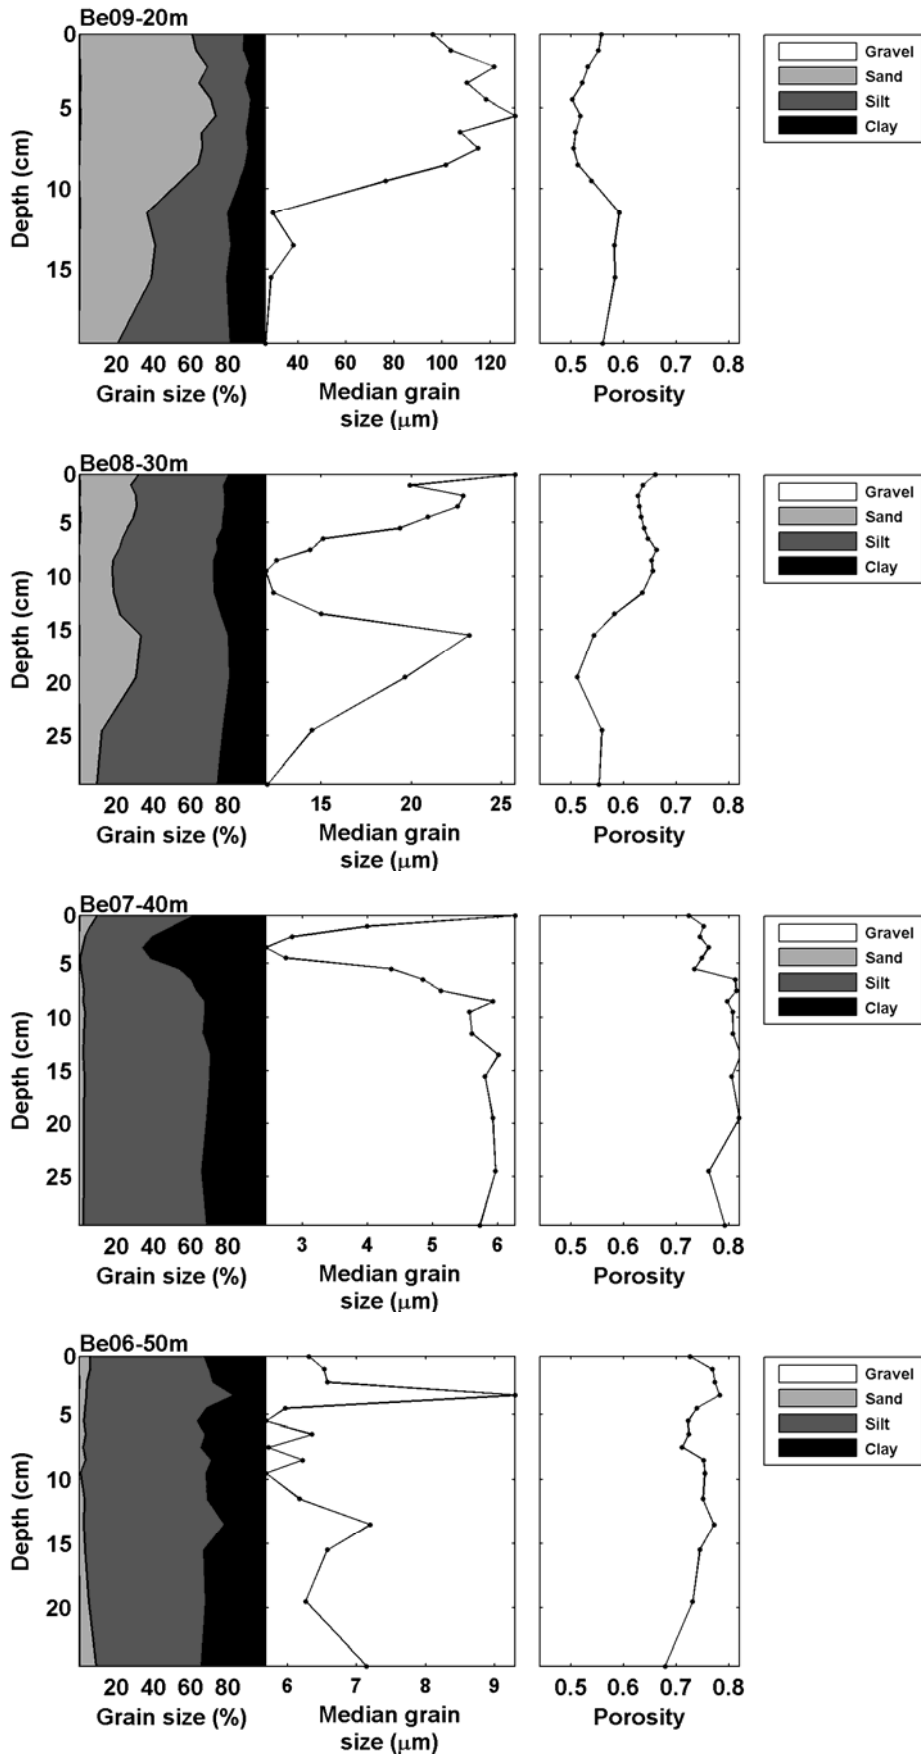 Be09-20m
0
5
10
15
Depth (cm)
20 40 60 80
Grain size (%)
40 60 80 100 120
Median grain
size (μm)
0.5 0.6 0.7 0.8
Porosity
Gravel
Sand
Silt
Clay
Be08-30m
0
5
10
15
20
25
Depth (cm)
20 40 60 80
Grain size (%)
15 20 25
Median grain
size (μm)
0.5 0.6 0.7 0.8
Porosity
Gravel
Sand
Silt
Clay
Be07-40m
0
5
10
15
20
25
Depth (cm)
20 40 60 80
Grain size (%)
3 4 5 6
Median grain
size (μm)
0.5 0.6 0.7 0.8
Porosity
Gravel
Sand
Silt
Clay
Be06-50m
0
5
10
15
20
Depth (cm)
20 40 60 80
Grain size (%)
6 7 8 9
Median grain
size (μm)
0.5 0.6 0.7 0.8
Porosity
Gravel
Sand
Silt
Clay